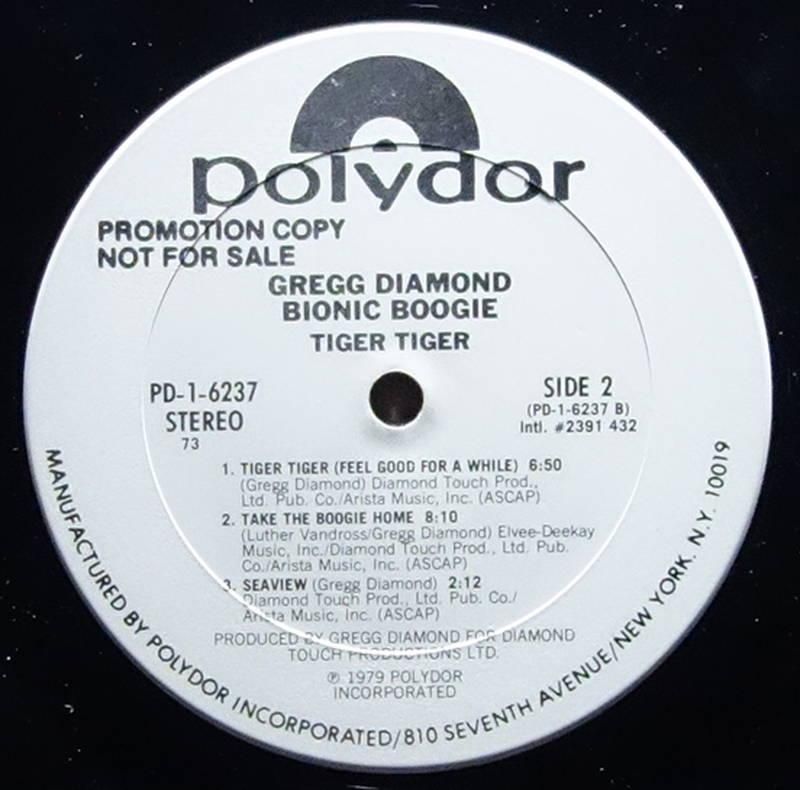 polydor
PROMOTION COPY
NOT FOR SALE
GREGG DIAMOND
BIONIC BOOGIE
TIGER TIGER
PD-1-6237
STEREO
73
SIDE 2
(PD-1-6237 B)
Intl. #2391 432
1. TIGER TIGER (FEEL GOOD FOR A WHILE) 6:50
(Gregg Diamond) Diamond Touch Prod.,
Ltd. Pub. Co./Arista Music, Inc. (ASCAP)
2. TAKE THE BOOGIE HOME 8:10
(Luther Vandross/Gregg Diamond) Elvee-Deekay
Music, Inc./Diamond Touch Prod., Ltd. Pub.
Co./Arista Music, Inc. (ASCAP)
3. SEAVIEW (Gregg Diamond) 2:12
Diamond Touch Prod., Ltd. Pub. Co./
Arista Music, Inc. (ASCAP)
PRODUCED BY GREGG DIAMOND FOR DIAMOND
TOUCH PRODUCTIONS LTD.
℗ 1979 POLYDOR
INCORPORATED
MANUFACTURED BY POLYDOR INCORPORATED/810 SEVENTH AVENUE/NEW YORK, N.Y. 10019